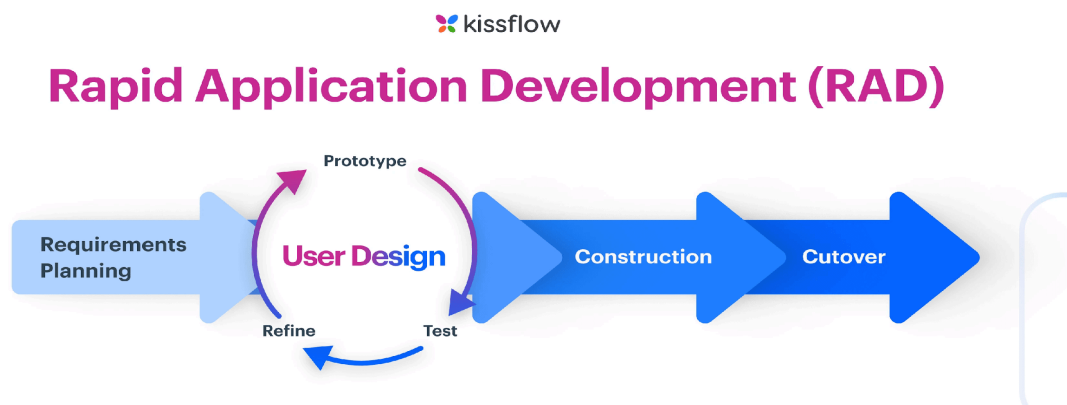 kissflow
Rapid Application Development (RAD)
Prototype
Requirements
Planning
User Design
Construction
Cutover
Refine
Test